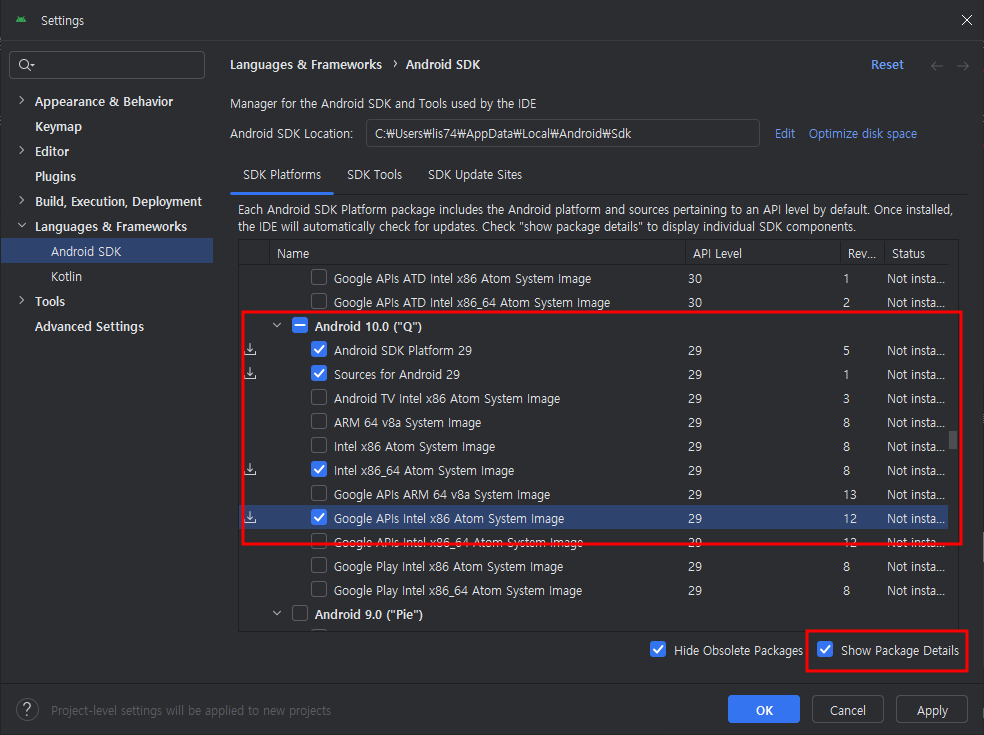 Settings
Languages & Frameworks › Android SDK
Reset
Appearance & Behavior
Keymap
Editor
Plugins
Build, Execution, Deployment
Languages & Frameworks
Android SDK
Kotlin
Tools
Advanced Settings
Manager for the Android SDK and Tools used by the IDE
Android SDK Location: C:₩Users₩lis74₩AppData₩Local₩Android₩Sdk Edit Optimize disk space
SDK Platforms SDK Tools SDK Update Sites
Each Android SDK Platform package includes the Android platform and sources pertaining to an API level by default. Once installed,
the IDE will automatically check for updates. Check "show package details" to display individual SDK components.
Name API Level Rev... Status
Google APIs ATD Intel x86 Atom System Image 30 1 Not insta...
Google APIs ATD Intel x86_64 Atom System Image 30 2 Not insta...
Android 10.0 ("Q")
Android SDK Platform 29 29 5 Not insta...
Sources for Android 29 29 1 Not insta...
Android TV Intel x86 Atom System Image 29 3 Not insta...
ARM 64 v8a System Image 29 8 Not insta...
Intel x86 Atom System Image 29 8 Not insta...
Intel x86_64 Atom System Image 29 8 Not insta...
Google APIs ARM 64 v8a System Image 29 13 Not insta...
Google APIs Intel x86 Atom System Image 29 12 Not insta...
Google APIs Intel x86_64 Atom System Image 29 12 Not insta...
Google Play Intel x86 Atom System Image 29 8 Not insta...
Google Play Intel x86_64 Atom System Image 29 8 Not insta...
Android 9.0 ("Pie")
Hide Obsolete Packages Show Package Details
? Project-level settings will be applied to new projects
OK Cancel Apply